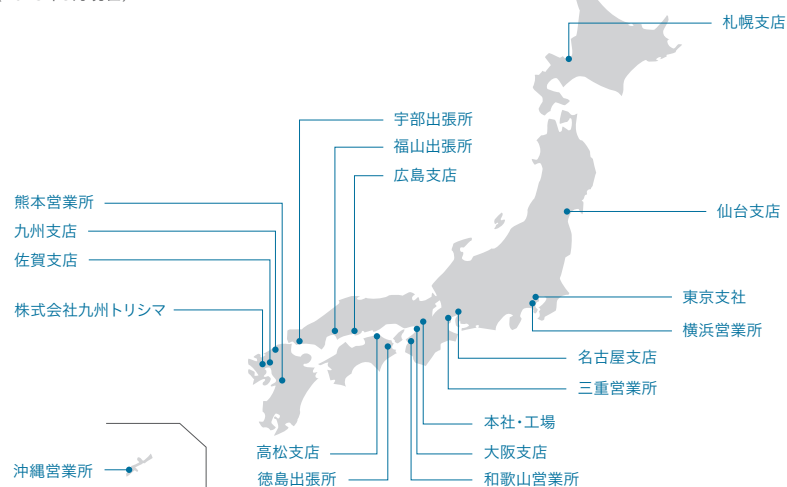 札幌支店
宇部出張所
福山出張所
広島支店
熊本営業所
九州支店
佐賀支店
株式会社九州トリシマ
仙台支店
東京支社
横浜営業所
名古屋支店
三重営業所
本社・工場
大阪支店
和歌山営業所
高松支店
徳島出張所
沖縄営業所